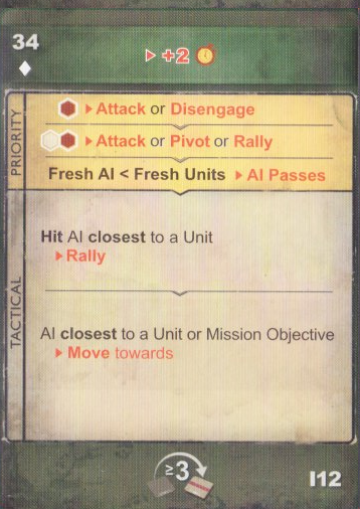 34
+2
PRIORITY
Attack or Disengage
Attack or Pivot or Rally
Fresh AI < Fresh Units AI Passes
TACTICAL
Hit AI closest to a Unit
Rally
AI closest to a Unit or Mission Objective
Move towards
≥3
I12